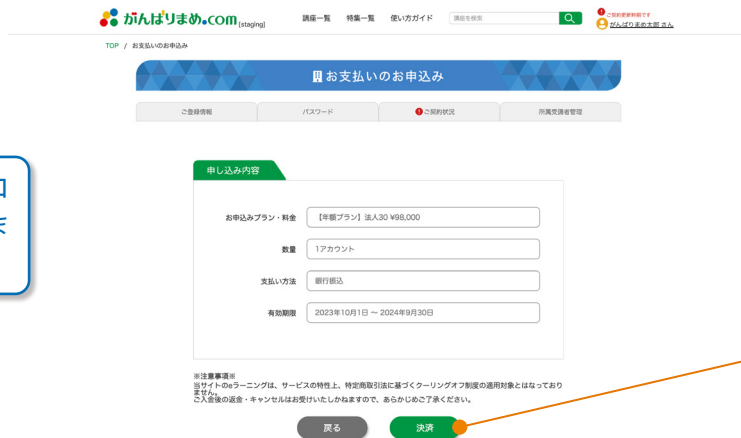 がんばりまめ.com [staging]
講座一覧 特集一覧 使い方ガイド 講座を検索
ご契約更新時期です
がんばりまめ太郎 さん
TOP / お支払いのお申込み
お支払いのお申込み
ご登録情報 パスワード ご契約状況 所属受講者管理
申し込み内容
お申込みプラン・料金 【年額プラン】法人30 ¥98,000
数量 1アカウント
支払い方法 銀行振込
有効期限 2023年10月1日 ~ 2024年9月30日
※注意事項※
当サイトのeラーニングは、サービスの特性上、特定商取引法に基づくクーリングオフ制度の適用対象とはなっており
ません。
ご入会後の返金・キャンセルはお受けいたしかねますので、あらかじめご了承ください。
戻る 決済